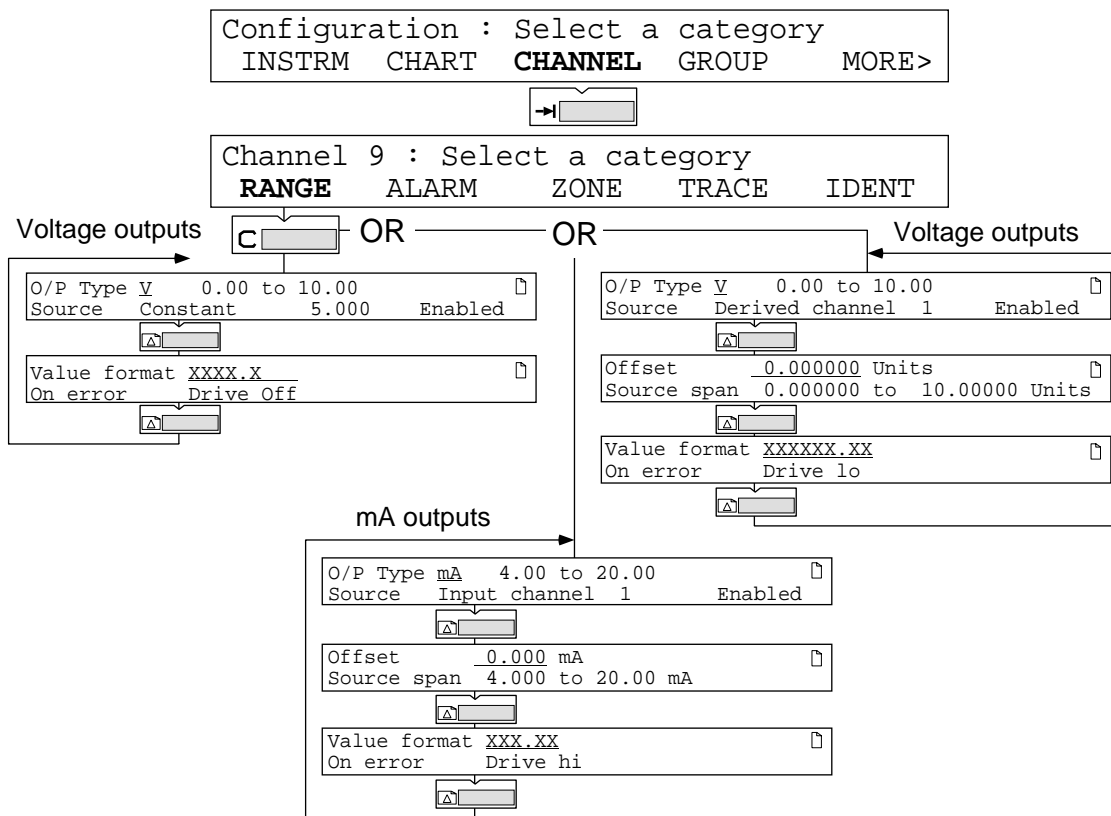 Configuration : Select a category
INSTRM CHART CHANNEL GROUP MORE>
Channel 9 : Select a category
RANGE ALARM ZONE TRACE IDENT
C
OR
OR
Voltage outputs
O/P Type V 0.00 to 10.00
Source Constant 5.000 Enabled
Value format XXXX.X
On error Drive Off
Voltage outputs
O/P Type V 0.00 to 10.00
Source Derived channel 1 Enabled
Offset 0.000000 Units
Source span 0.000000 to 10.00000 Units
Value format XXXXXX.XX
On error Drive lo
mA outputs
O/P Type mA 4.00 to 20.00
Source Input channel 1 Enabled
Offset 0.000 mA
Source span 4.000 to 20.00 mA
Value format XXX.XX
On error Drive hi